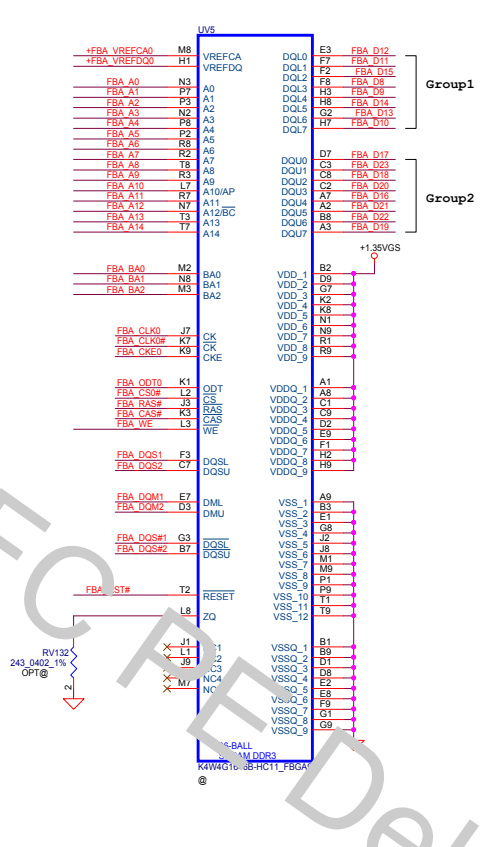 UV5
+FBA_VREFCA0 M8 VREFCA
+FBA_VREFDQ0 H1 VREFDQ
FBA_A0 N3 A0
FBA_A1 P7 A1
FBA_A2 P3 A2
FBA_A3 N2 A3
FBA_A4 P8 A4
FBA_A5 P2 A5
FBA_A6 R8 A6
FBA_A7 R2 A7
FBA_A8 T8 A8
FBA_A9 R3 A9
FBA_A10 L7 A10/AP
FBA_A11 R7 A11
FBA_A12 N7 A12/BC
FBA_A13 T3 A13
FBA_A14 T7 A14
FBA_BA0 M2 BA0
FBA_BA1 N8 BA1
FBA_BA2 M3 BA2
FBA_CLK0 J7 CK
FBA_CLK0# K7 CK
FBA_CKE0 K9 CKE
FBA_ODT0 K1 ODT
FBA_CS0# L2 CS
FBA_RAS# J3 RAS
FBA_CAS# K3 CAS
FBA_WE L3 WE
FBA_DQS1 F3 DQSL
FBA_DQS2 C7 DQSU
FBA_DQM1 E7 DML
FBA_DQM2 D3 DMU
FBA_DQS#1 G3 DQSL
FBA_DQS#2 B7 DQSU
T2 RESET
L8 ZQ
RV132
243_0402_1%
OPT@
2
J1
L1
J9 NC4
M7
DQL0 E3 FBA_D12
DQL1 F7 FBA_D11
DQL2 F2 FBA_D15
DQL3 F8 FBA_D8
DQL4 H3 FBA_D9
DQL5 H8 FBA_D14
DQL6 G2 FBA_D13
DQL7 H7 FBA_D10
Group1
DQU0 D7 FBA_D17
DQU1 C3 FBA_D23
DQU2 C8 FBA_D18
DQU3 C2 FBA_D20
DQU4 A7 FBA_D16
DQU5 A2 FBA_D21
DQU6 B8 FBA_D22
DQU7 A3 FBA_D19
Group2
+1.35VGS
VDD_1 B2
VDD_2 D9
VDD_3 G7
VDD_4 K2
VDD_5 K8
VDD_6 N1
VDD_7 N9
VDD_8 R1
VDD_9 R9
VDDQ_1 A1
VDDQ_2 A8
VDDQ_3 C1
VDDQ_4 C9
VDDQ_5 D2
VDDQ_6 E9
VDDQ_7 F1
VDDQ_8 H2
VDDQ_9 H9
VSS_1 A9
VSS_2 B3
VSS_3 E1
VSS_4 G8
VSS_5 J2
VSS_6 J8
VSS_7 M1
VSS_8 M9
VSS_9 P1
VSS_10 P9
VSS_11 T1
VSS_12 T9
VSSQ_1 B1
VSSQ_2 B9
VSSQ_3 D1
VSSQ_4 D8
VSSQ_5 E2
VSSQ_6 E8
VSSQ_7 F9
VSSQ_8 G1
VSSQ_9 G9
DDR3
@